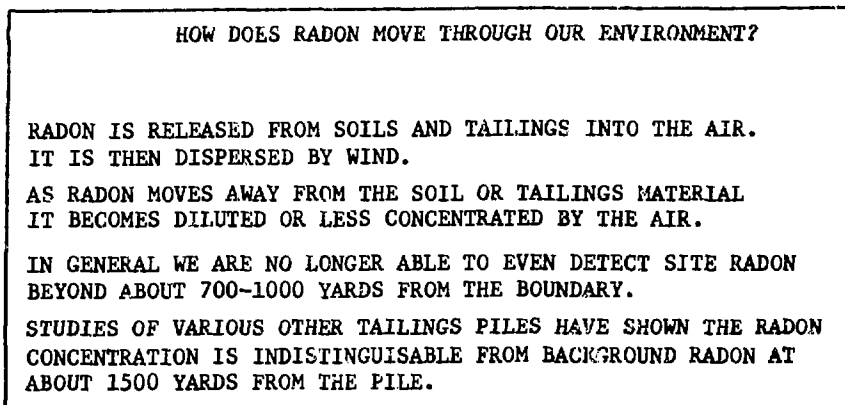 HOW DOES RADON MOVE THROUGH OUR ENVIRONMENT?
RADON IS RELEASED FROM SOILS AND TAILINGS INTO THE AIR.
IT IS THEN DISPERSED BY WIND.
AS RADON MOVES AWAY FROM THE SOIL OR TAILINGS MATERIAL
IT BECOMES DILUTED OR LESS CONCENTRATED BY THE AIR.
IN GENERAL WE ARE NO LONGER ABLE TO EVEN DETECT SITE RADON
BEYOND ABOUT 700-1000 YARDS FROM THE BOUNDARY.
STUDIES OF VARIOUS OTHER TAILINGS PILES HAVE SHOWN THE RADON
CONCENTRATION IS INDISTINGUISABLE FROM BACKGROUND RADON AT
ABOUT 1500 YARDS FROM THE PILE.